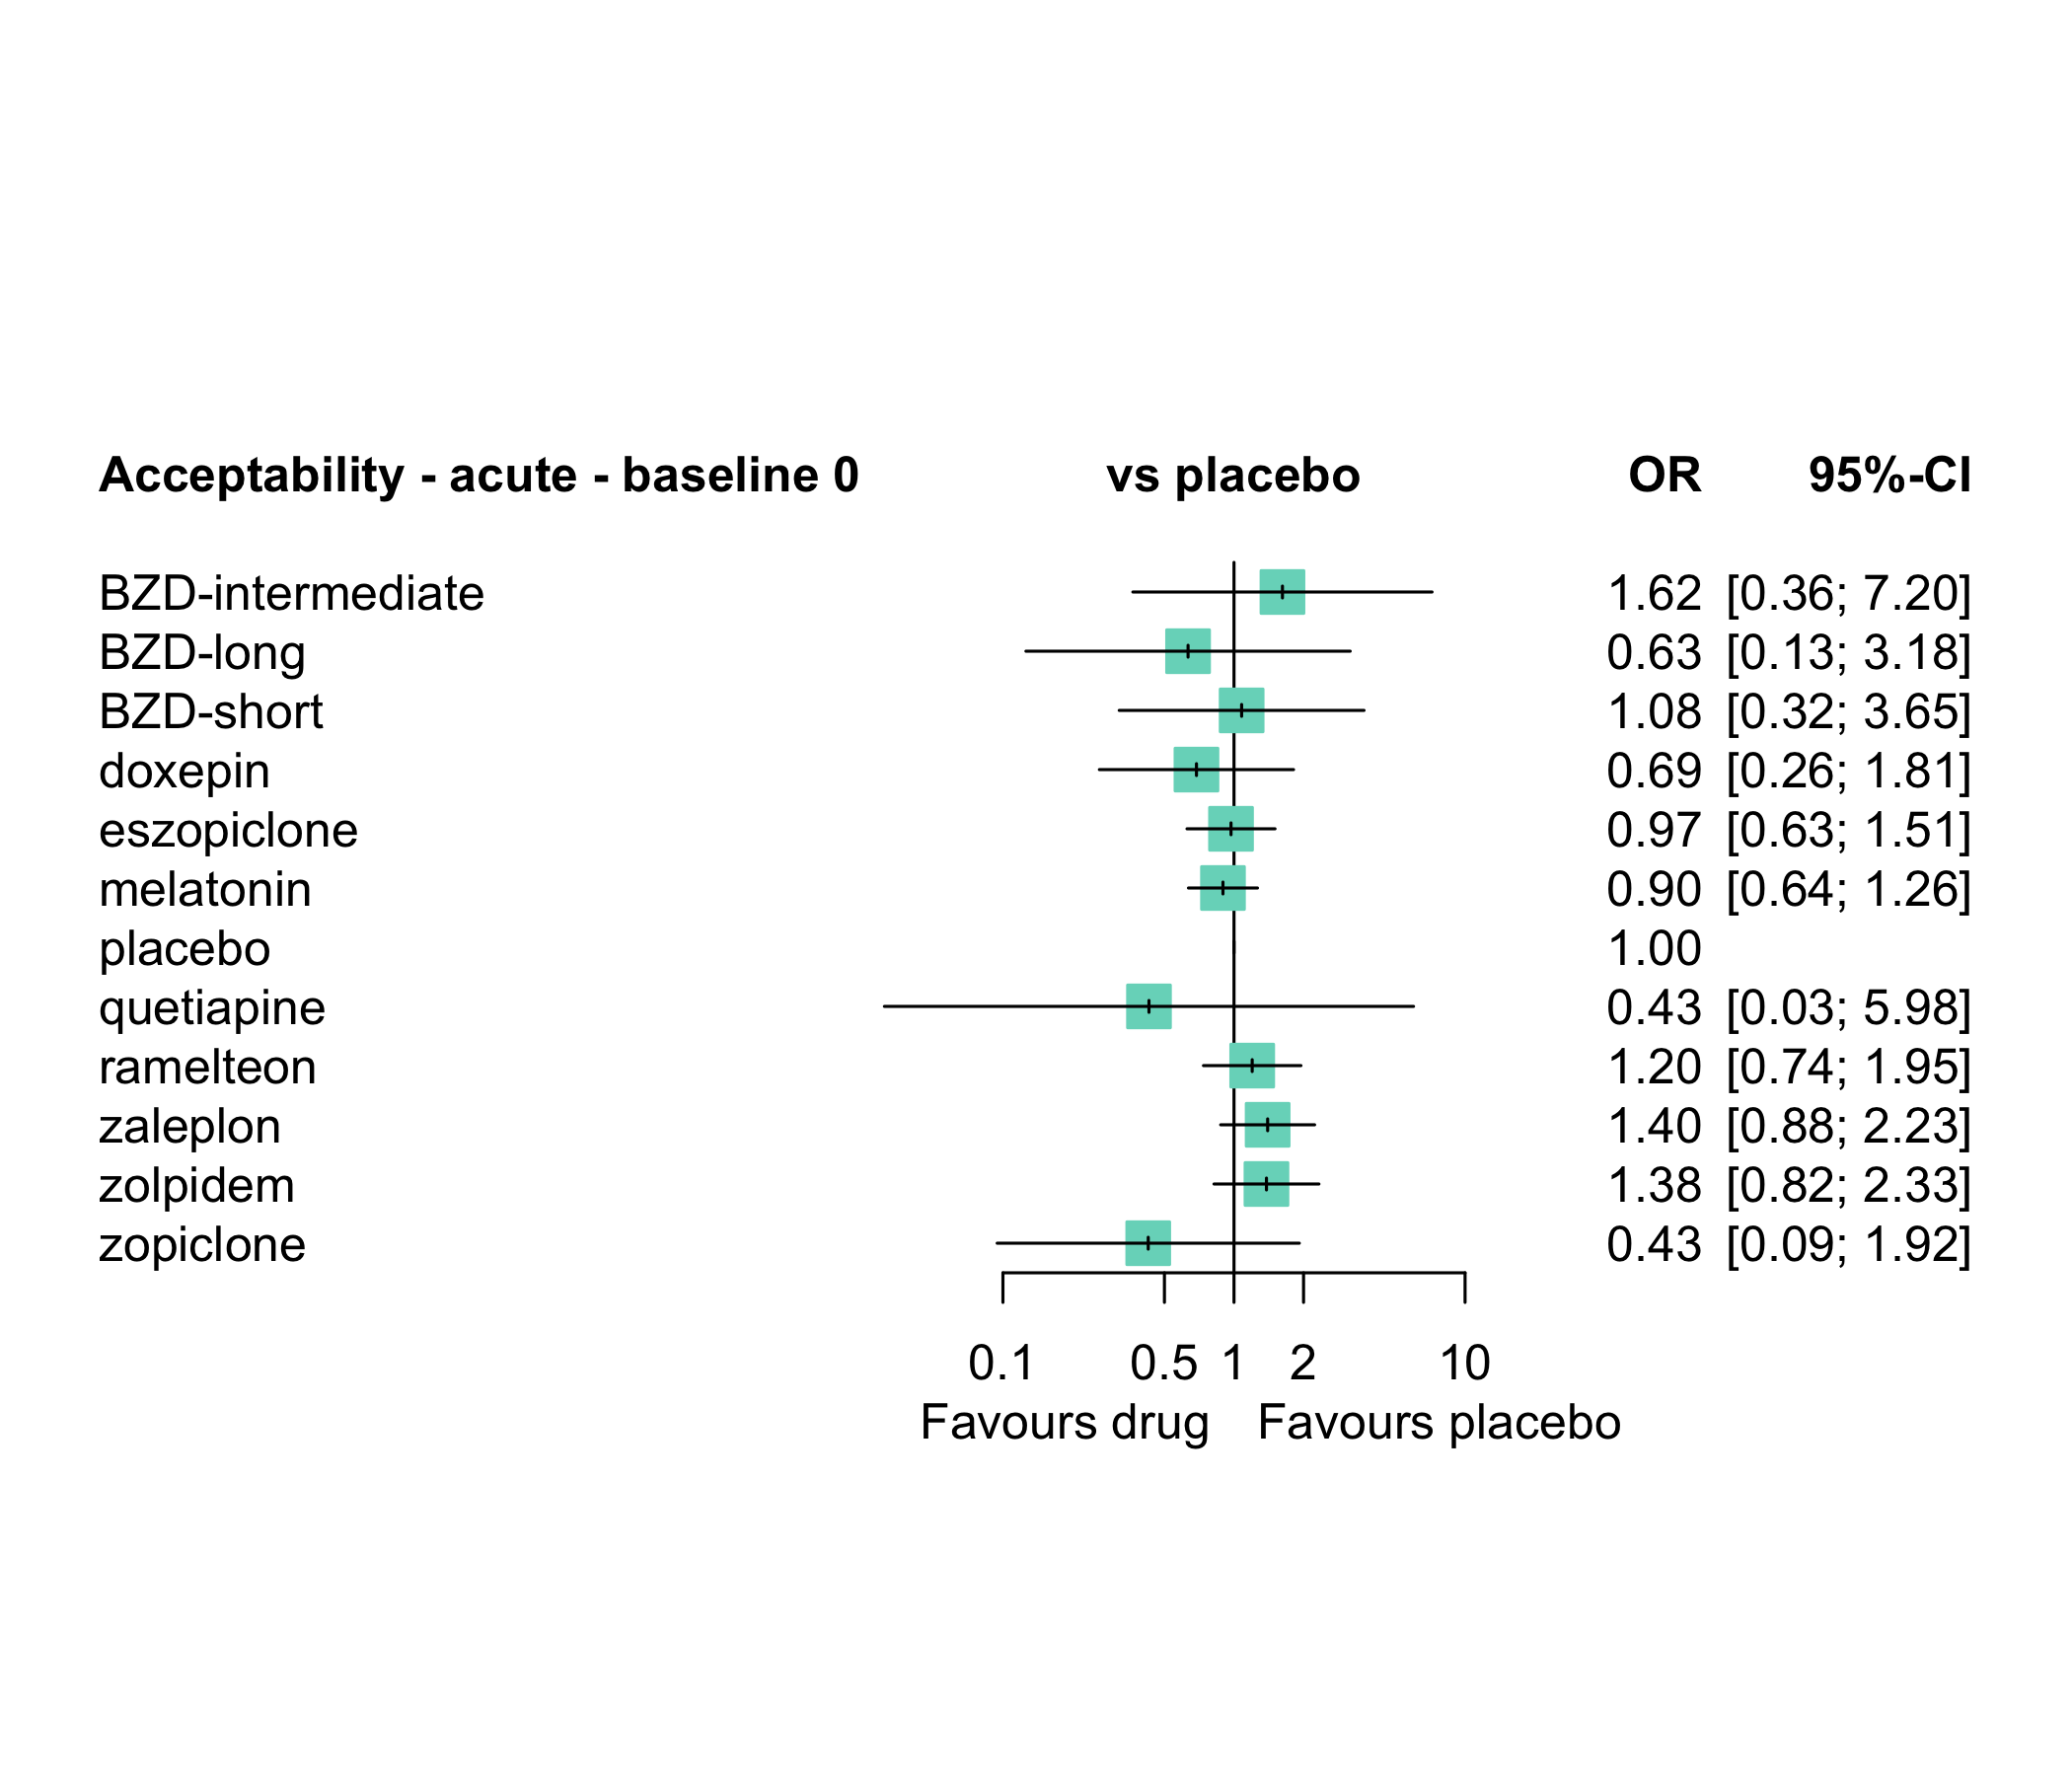 Acceptability - acute - baseline 0 vs placebo OR 95%-CI
BZD-intermediate 1.62 [0.36; 7.20]
BZD-long 0.63 [0.13; 3.18]
BZD-short 1.08 [0.32; 3.65]
doxepin 0.69 [0.26; 1.81]
eszopiclone 0.97 [0.63; 1.51]
melatonin 0.90 [0.64; 1.26]
placebo 1.00
quetiapine 0.43 [0.03; 5.98]
ramelteon 1.20 [0.74; 1.95]
zaleplon 1.40 [0.88; 2.23]
zolpidem 1.38 [0.82; 2.33]
zopiclone 0.43 [0.09; 1.92]
0.1 0.5 1 2 10
Favours drug Favours placebo